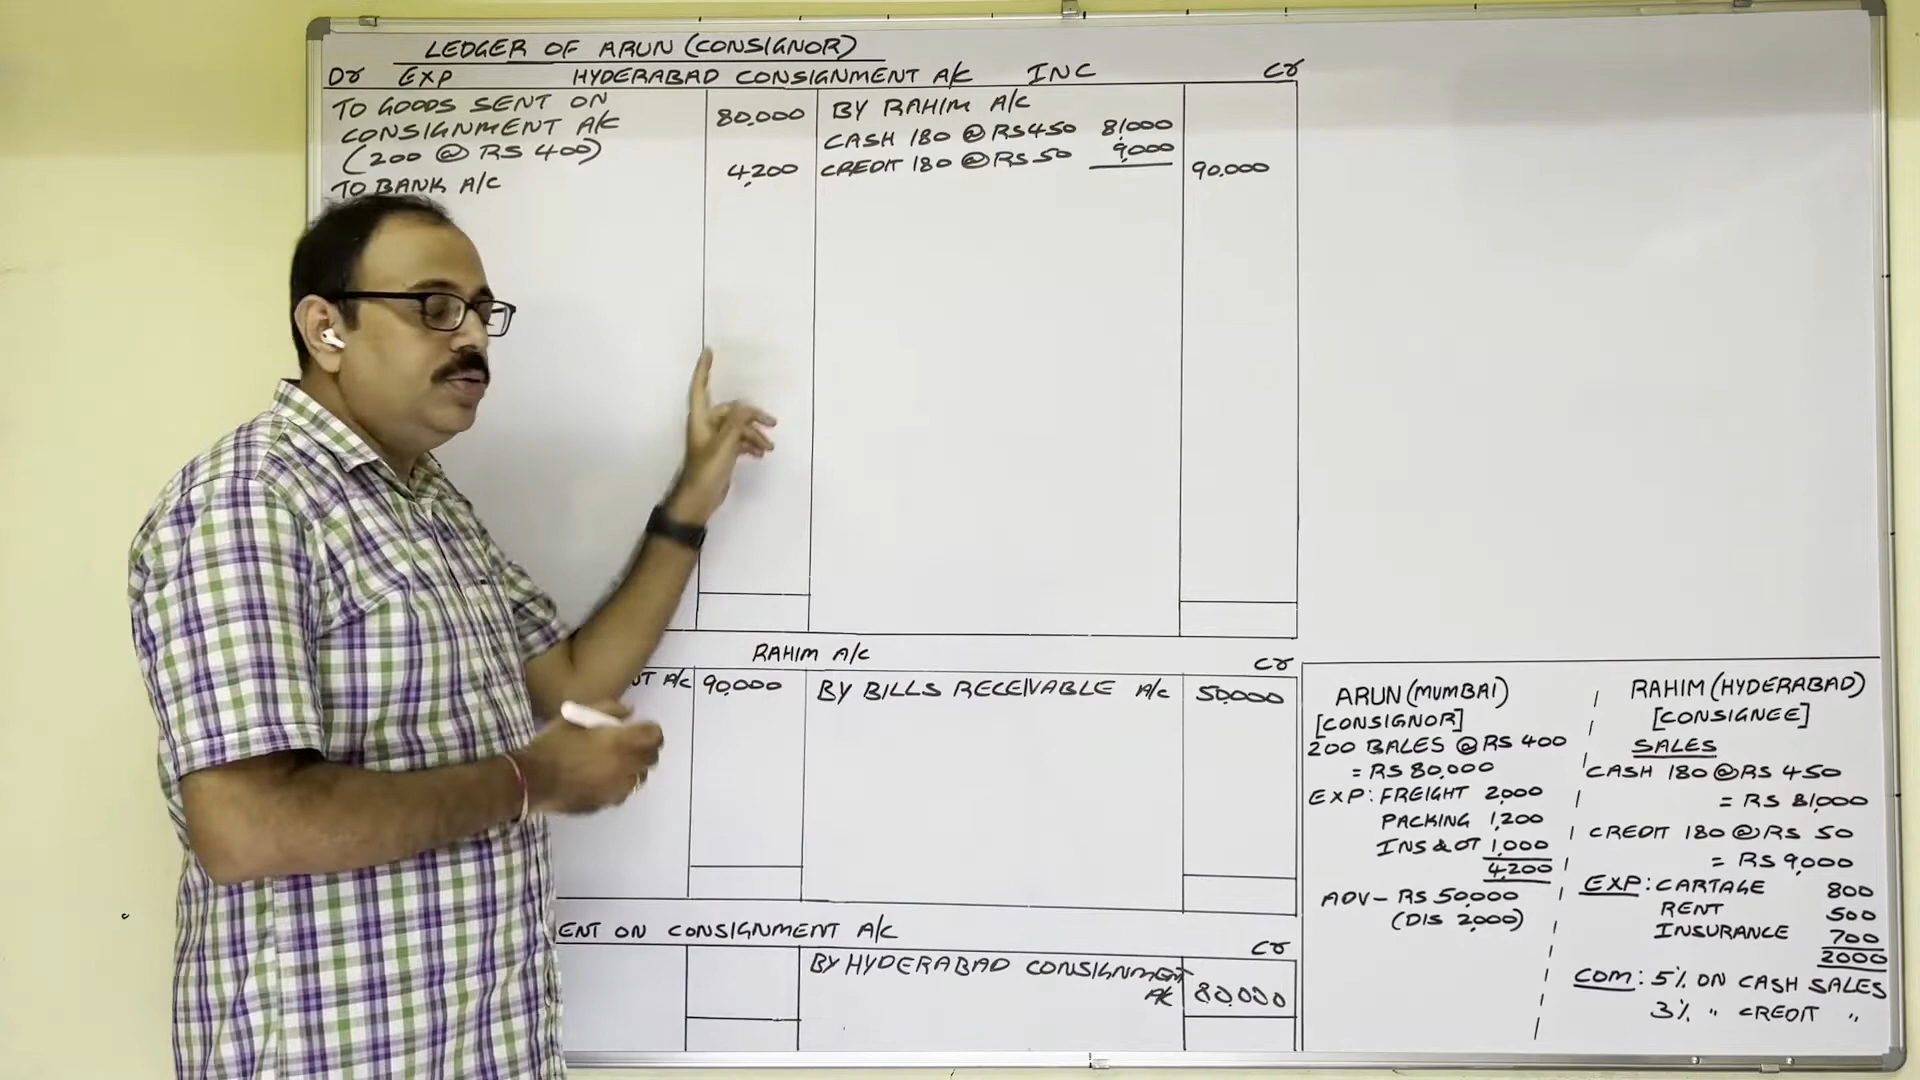 LEDGER OF ARUN (CONSIGNOR)
Dr EXP HYDERABAD CONSIGNMENT A/C INC Cr
TO GOODS SENT ON
CONSIGNMENT A/C 80,000
(200 @ RS 400)
TO BANK A/C 4,200
BY RAHIM A/C
CASH 180 @ RS 450 81,000
CREDIT 180 @ RS 50 9,000 90,000
RAHIM A/C Cr
NT A/C 90,000 BY BILLS RECEIVABLE A/C 50,000
ENT ON CONSIGNMENT A/C Cr
BY HYDERABAD CONSIGNMENT
A/C 80,000
ARUN (MUMBAI)
[CONSIGNOR]
200 BALES @ RS 400
= RS 80,000
EXP: FREIGHT 2,000
PACKING 1,200
INS & OT 1,000
4,200
ADV - RS 50,000
(DIS 2,000)
RAHIM (HYDERABAD)
[CONSIGNEE]
SALES
CASH 180 @ RS 450
= RS 81,000
CREDIT 180 @ RS 50
= RS 9,000
EXP: CARTAGE 800
RENT 500
INSURANCE 700
2000
COM: 5% ON CASH SALES
3% " CREDIT "